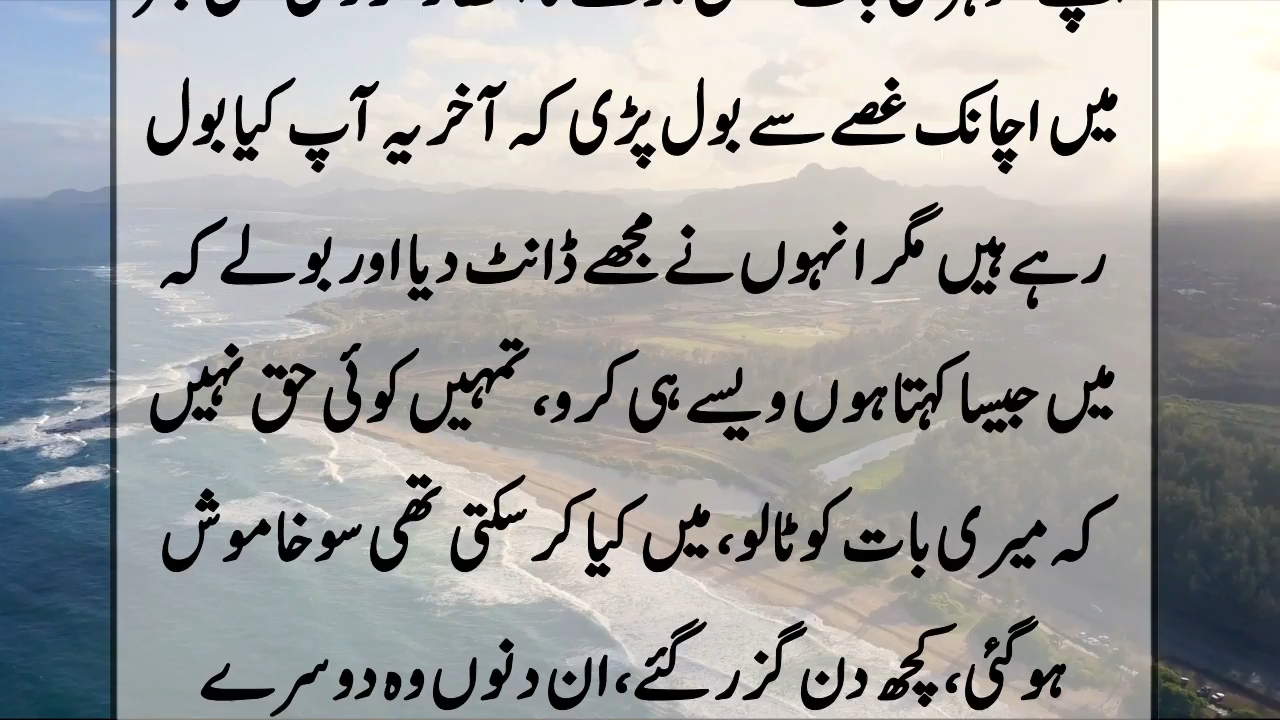 میں اچانک غصے سے بول پڑی کہ آخر یہ آپ کیا بول
رہے ہیں مگر انہوں نے مجھے ڈانٹ دیا اور بولے کہ
میں جیسا کہتا ہوں ویسے ہی کرو، تمہیں کوئی حق نہیں
کہ میری بات کو ٹالو، میں کیا کر سکتی تھی سو خاموش
ہو گئی، کچھ دن گزر گئے، ان دنوں وہ دوسرے